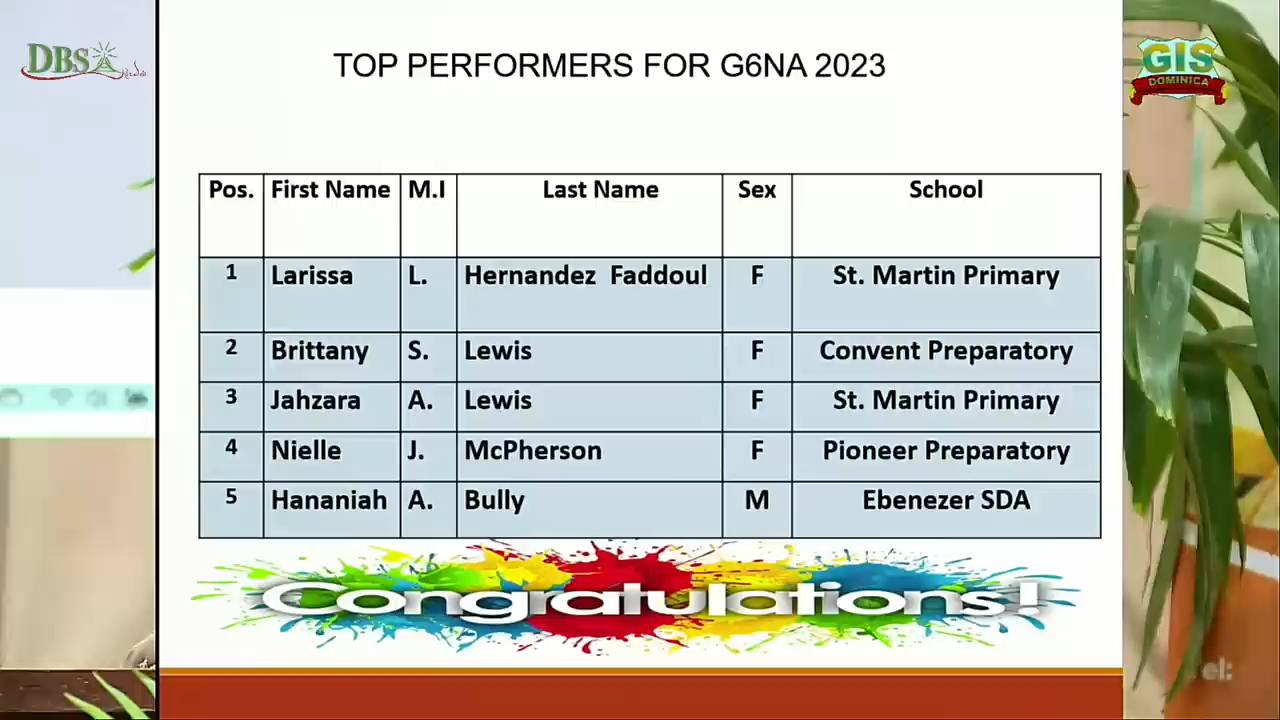 DBS
TOP PERFORMERS FOR G6NA 2023
GIS
DOMINICA
Pos. First Name M.I Last Name Sex School
1 Larissa L. Hernandez Faddoul F St. Martin Primary
2 Brittany S. Lewis F Convent Preparatory
3 Jahzara A. Lewis F St. Martin Primary
4 Nielle J. McPherson F Pioneer Preparatory
5 Hananiah A. Bully M Ebenezer SDA
Congratulations!